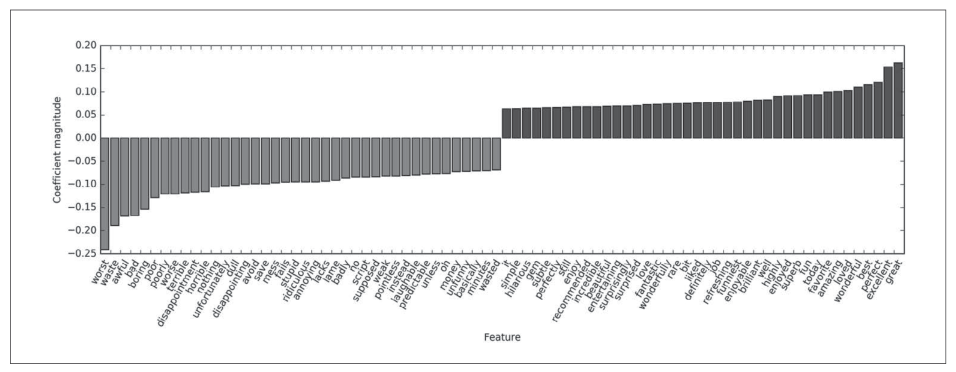 0.20
0.15
0.10
0.05
0.00
−0.05
−0.10
−0.15
−0.20
−0.25
Coefficient magnitude
worst
waste
awful
bad
boring
poor
poorly
worse
terrible
disappointment
horrible
nothing
unfortunately
dull
disappointing
avoid
save
mess
fails
stupid
ridiculous
annoying
lacks
lame
badly
no
script
supposed
weak
pointless
instead
laughable
predictable
unless
oh
money
unfunny
basically
minutes
wasted
it
simple
hilarious
gem
subtle
perfectly
still
enjoy
recommended
incredible
beautiful
entertaining
surprisingly
surprised
love
fantastic
wonderfully
rare
bit
liked
definitely
job
refreshing
funniest
enjoyable
brilliant
well
highly
enjoyed
superb
fun
today
favorite
amazing
loved
wonderful
best
perfect
excellent
great
Feature